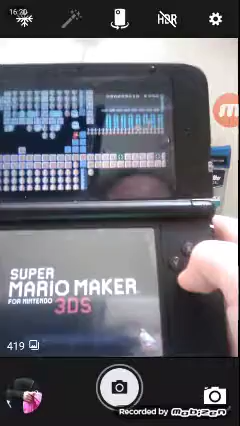 16:30
HDR
SUPER
MARIO MAKER
FOR NINTENDO 3DS
419
Recorded by mobizen